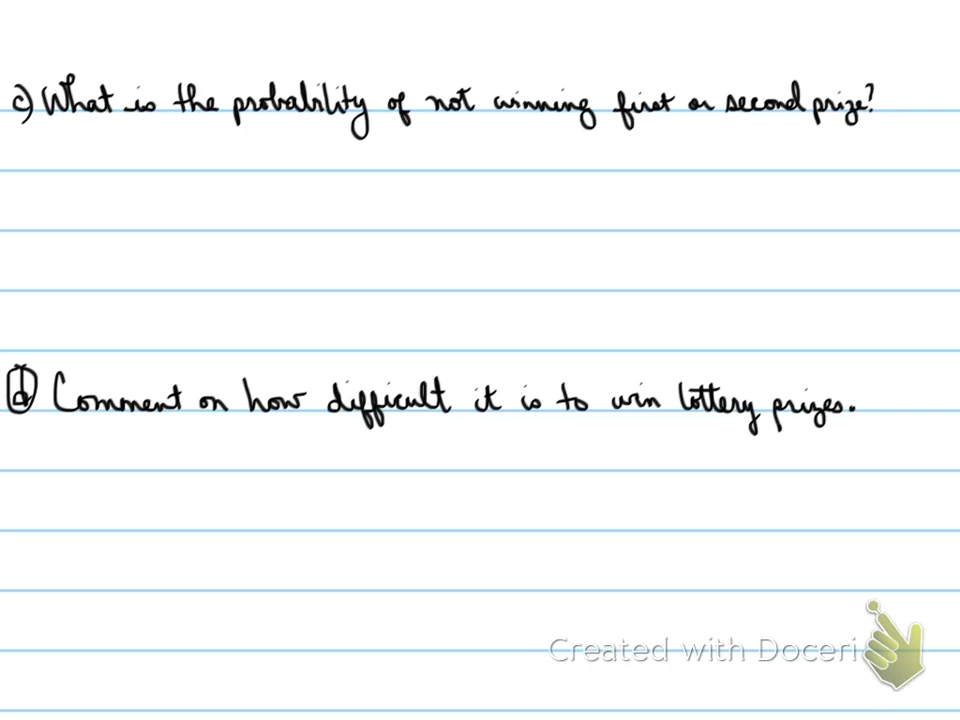 c) What is the probability of not winning first or second prize?
d) Comment on how difficult it is to win lottery prizes.
Created with Doceri